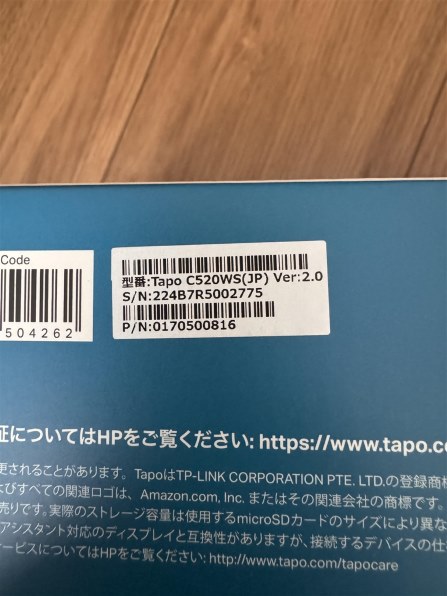 Code
504262
型番:Tapo C520WS(JP) Ver:2.0
S/N:224B7R5002775
P/N:0170500816
証についてはHPをご覧ください: https://www.tapo.c
更されることがあります。 TapoはTP-LINK CORPORATION PTE. LTD.の登録商標
よびすべての関連ロゴは、Amazon.com, Inc. またはその関連会社の商標です。
売りです。実際のストレージ容量は使用するmicroSDカードのサイズにより異な
アシスタント対応のディスプレイと互換性がありますが、接続するデバイスの仕
サービスについてはHPをご覧ください: http://www.tapo.com/tapocare